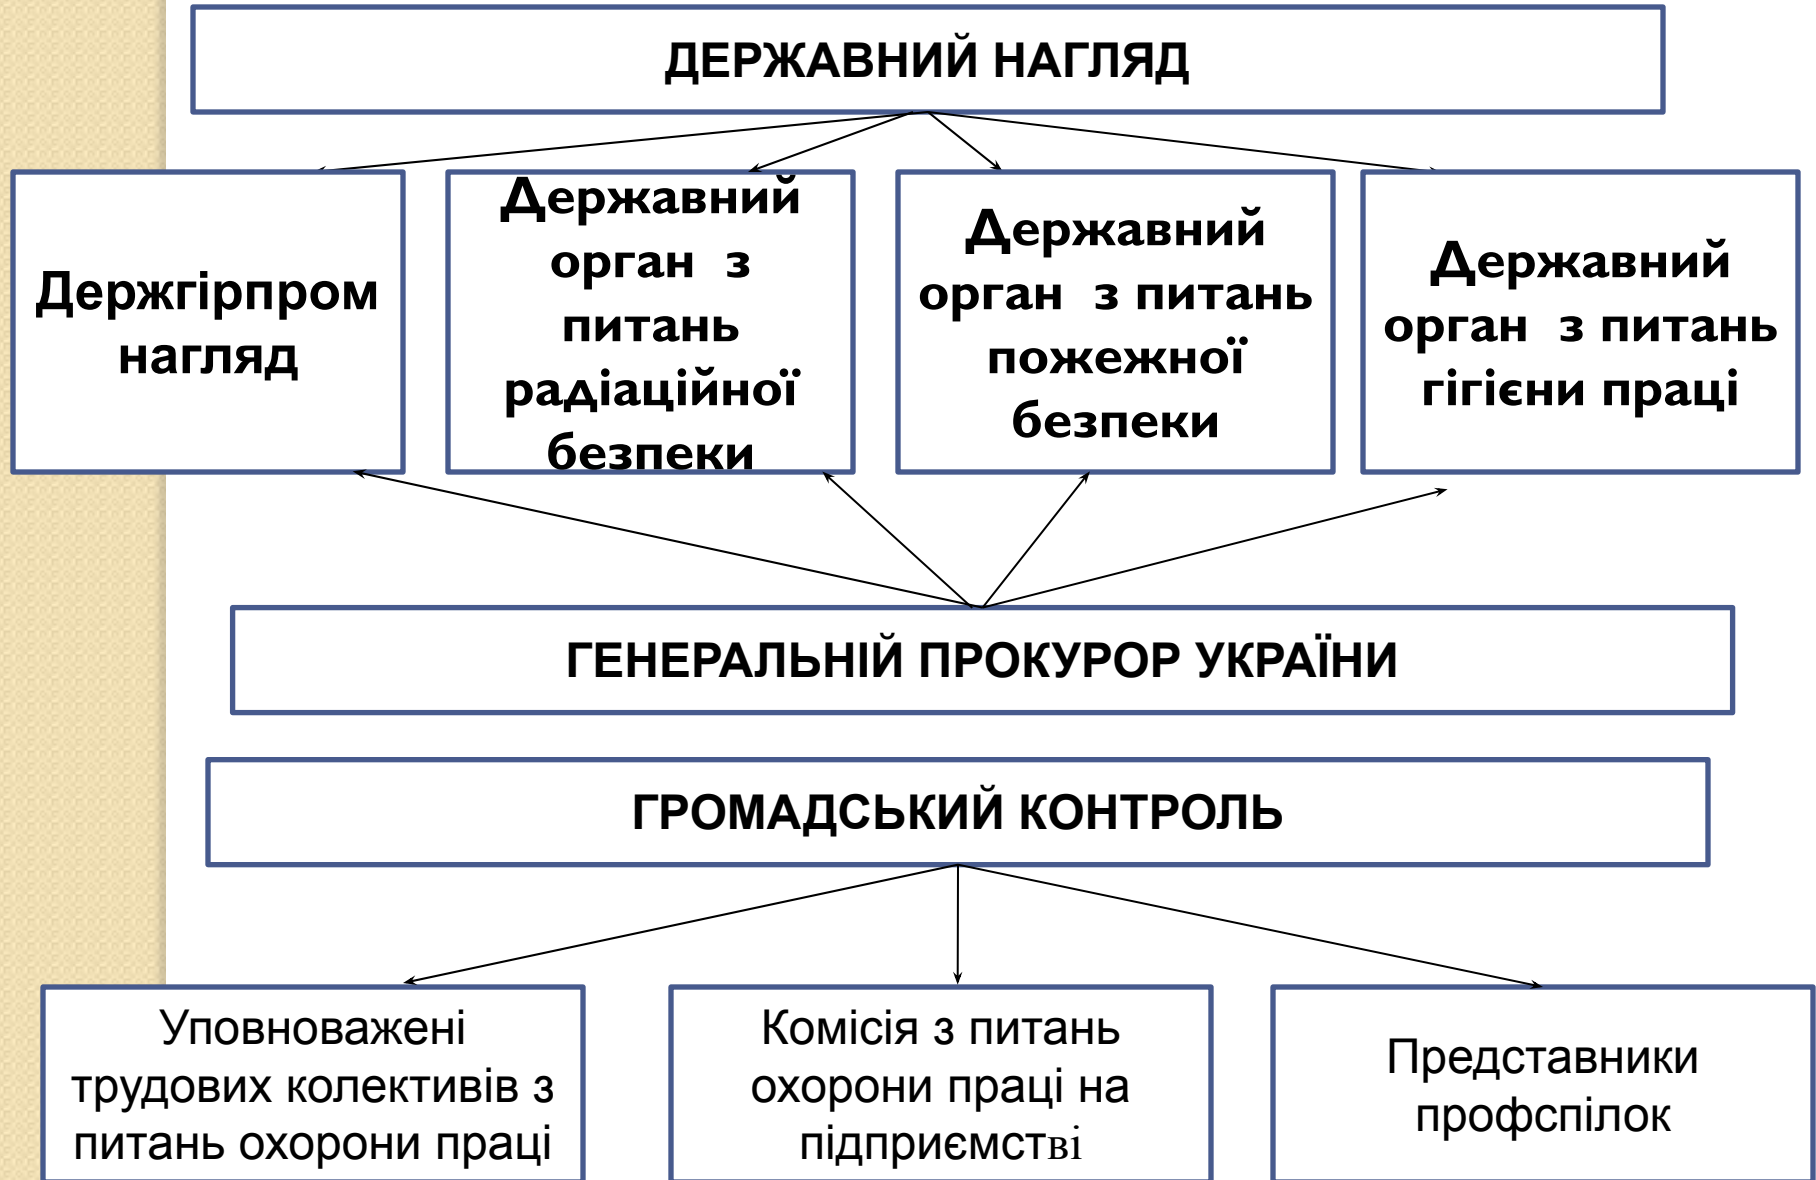 ДЕРЖАВНИЙ НАГЛЯД
Держгірпром
нагляд
Державний
орган з
питань
радіаційної
безпеки
Державний
орган з питань
пожежної
безпеки
Державний
орган з питань
гігієни праці
ГЕНЕРАЛЬНІЙ ПРОКУРОР УКРАЇНИ
ГРОМАДСЬКИЙ КОНТРОЛЬ
Уповноважені
трудових колективів з
питань охорони праці
Комісія з питань
охорони праці на
підприємстві
Представники
профспілок